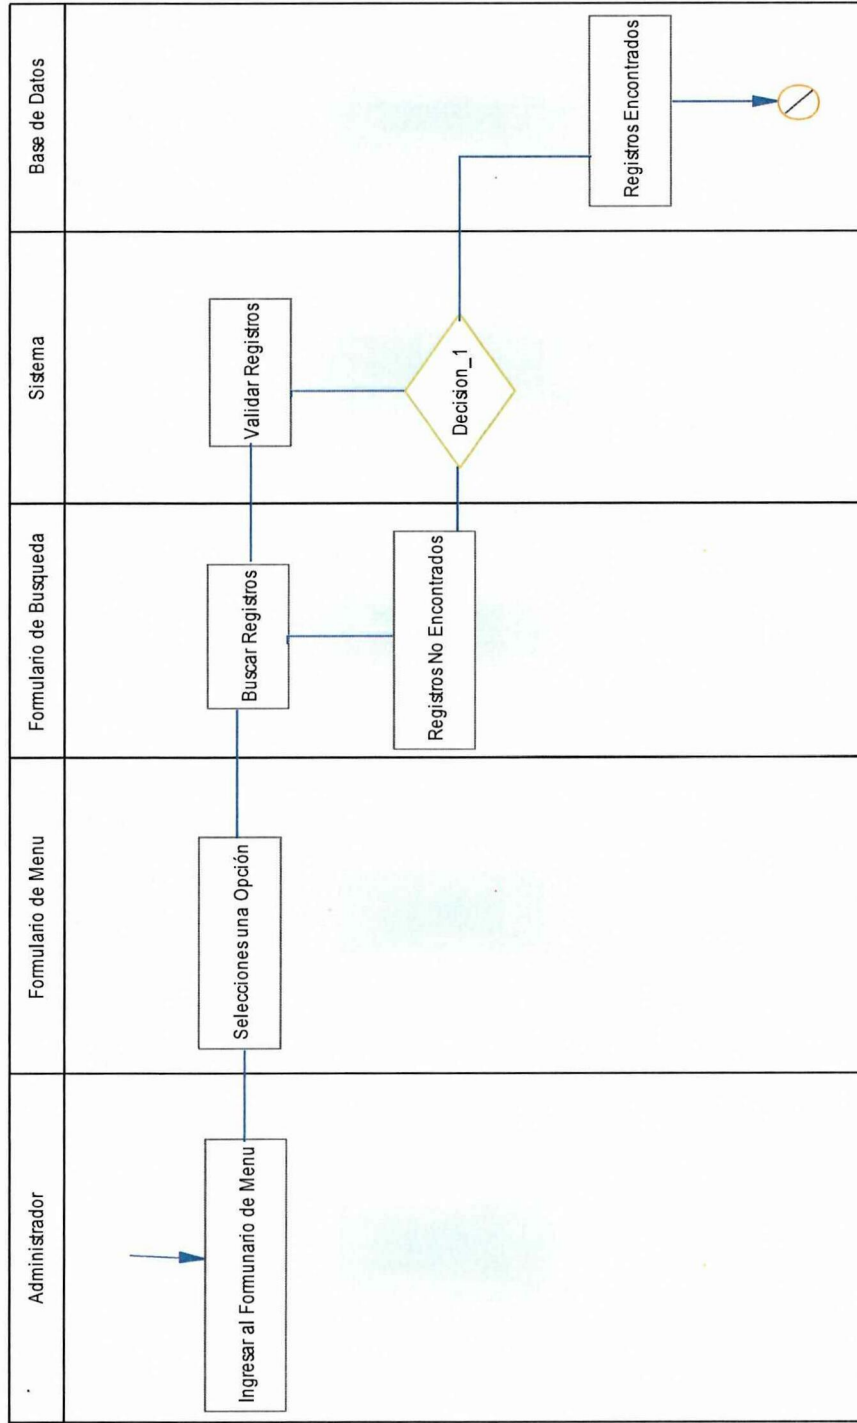 Administrador
Formulario de Menu
Formulario de Busqueda
Sistema
Base de Datos
Ingresar al Formunario de Menu
Selecciones una Opción
Buscar Registros
Validar Registros
Registros No Encontrados
Decision_1
Registros Encontrados